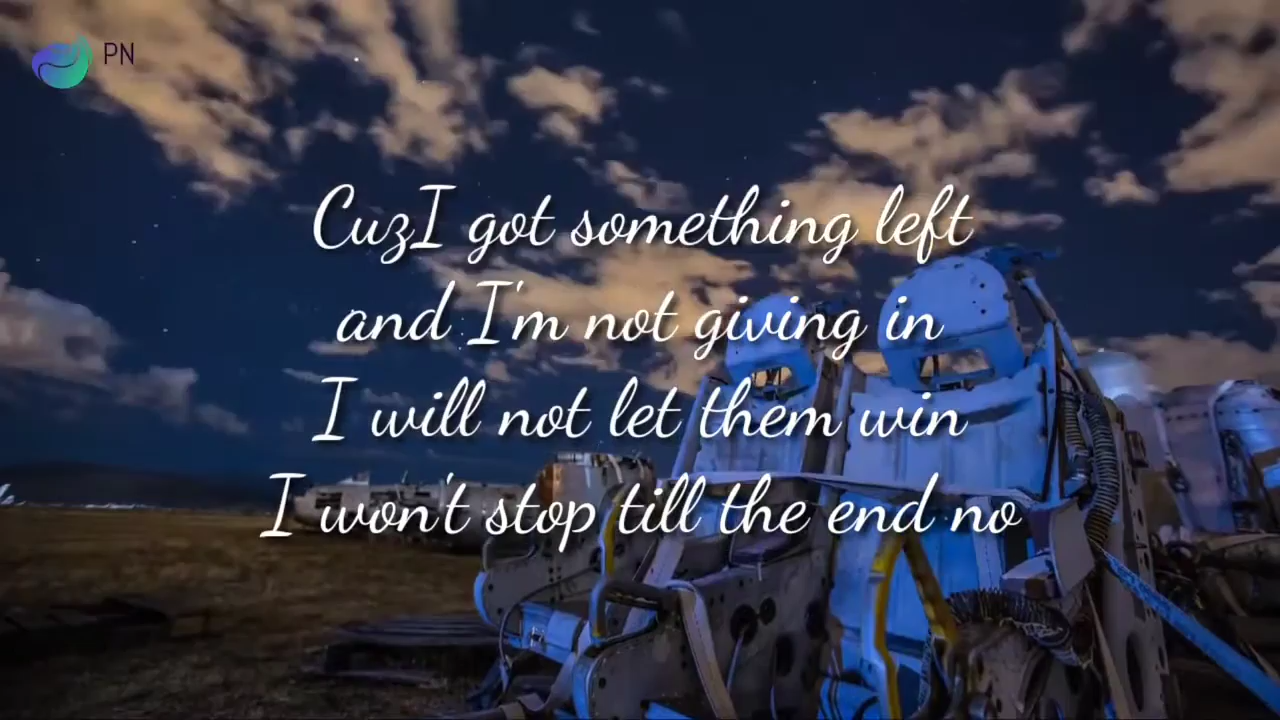 PN
CuzI got something left
and I'm not giving in
I will not let them win
I won't stop till the end no